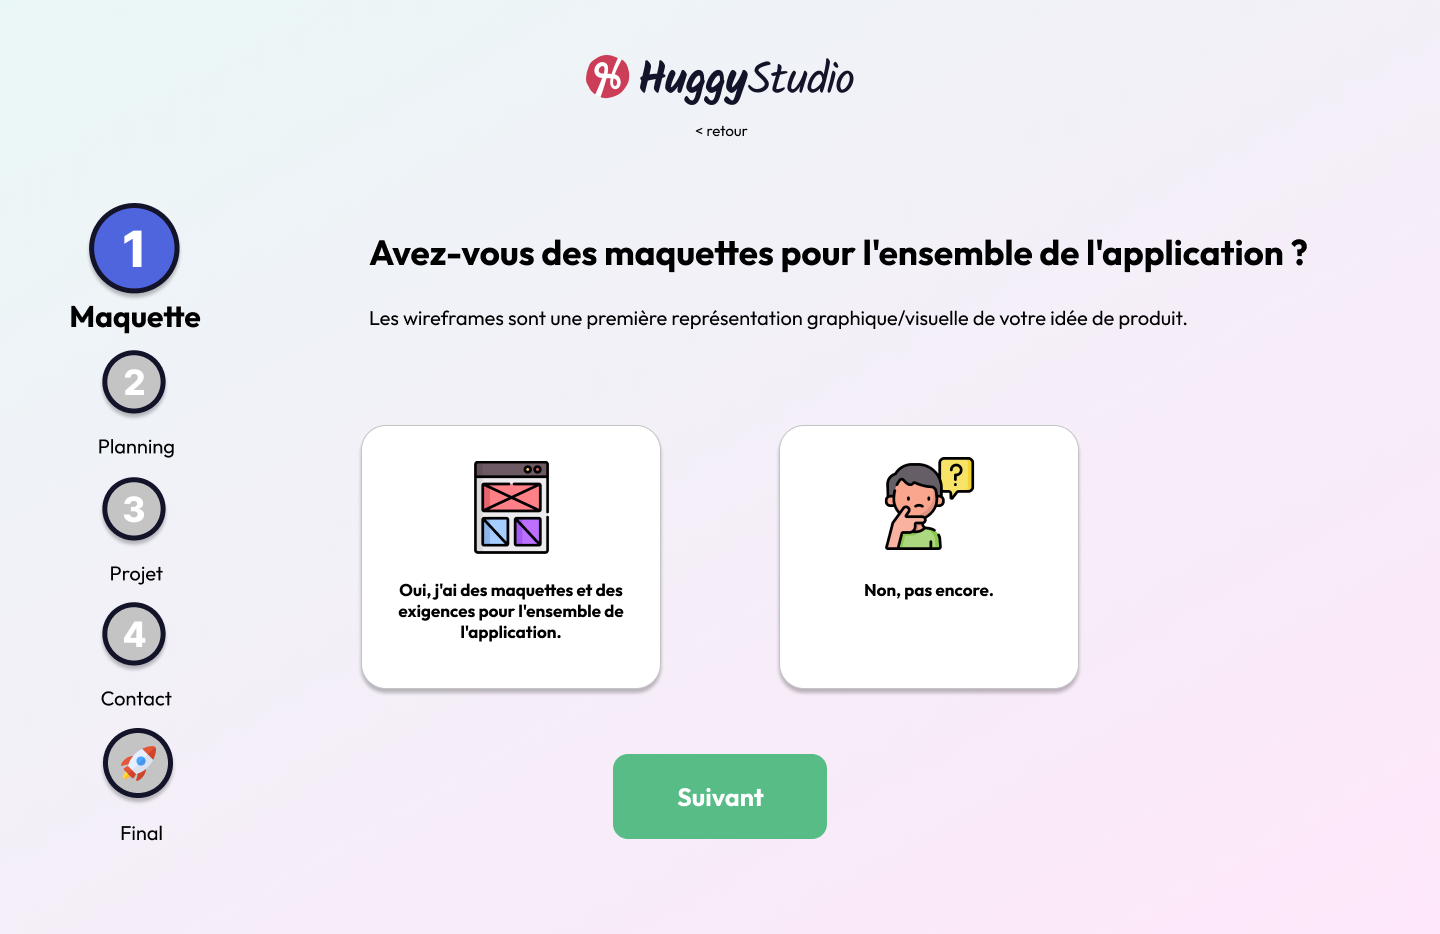 HuggyStudio
< retour
1
Maquette
2
Planning
3
Projet
4
Contact
Final
Avez-vous des maquettes pour l'ensemble de l'application ?
Les wireframes sont une première représentation graphique/visuelle de votre idée de produit.
Oui, j'ai des maquettes et des
exigences pour l'ensemble de
l'application.
?
Non, pas encore.
Suivant